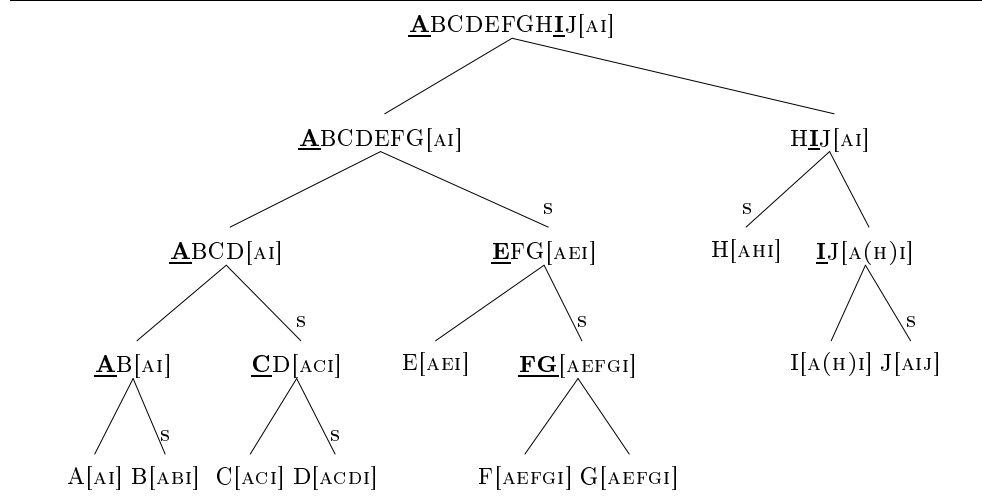 ABCDEFGHIJ[AI]
ABCDEFG[AI] HIJ[AI]
s s
ABCD[AI] EFG[AEI] H[AHI] IJ[A(H)I]
s s s
AB[AI] CD[ACI] E[AEI] FG[AEFGI] I[A(H)I] J[AIJ]
s s
A[AI] B[ABI] C[ACI] D[ACDI] F[AEFGI] G[AEFGI]